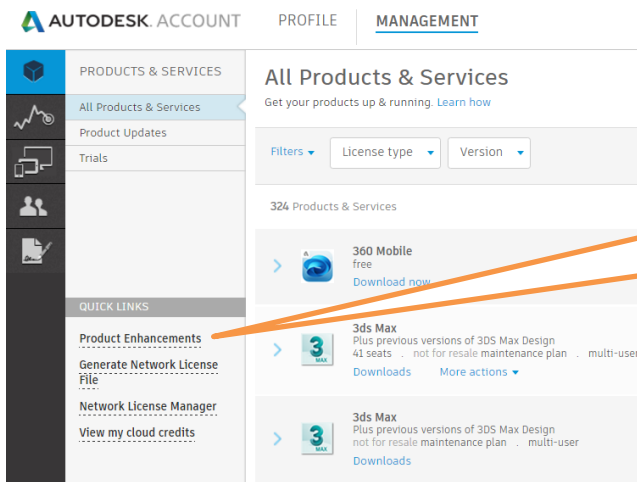 AUTODESK. ACCOUNT
PROFILE
MANAGEMENT
PRODUCTS & SERVICES
All Products & Services
Product Updates
Trials
QUICK LINKS
Product Enhancements
Generate Network License
File
Network License Manager
View my cloud credits
All Products & Services
Get your products up & running. Learn how
Filters
License type
Version
324 Products & Services
360 Mobile
free
Download now
3ds Max
Plus previous versions of 3DS Max Design
41 seats . not for resale maintenance plan . multi-user
Downloads More actions
3
MAX
3ds Max
Plus previous versions of 3DS Max Design
not for resale maintenance plan . multi-user
Downloads
3
MAX